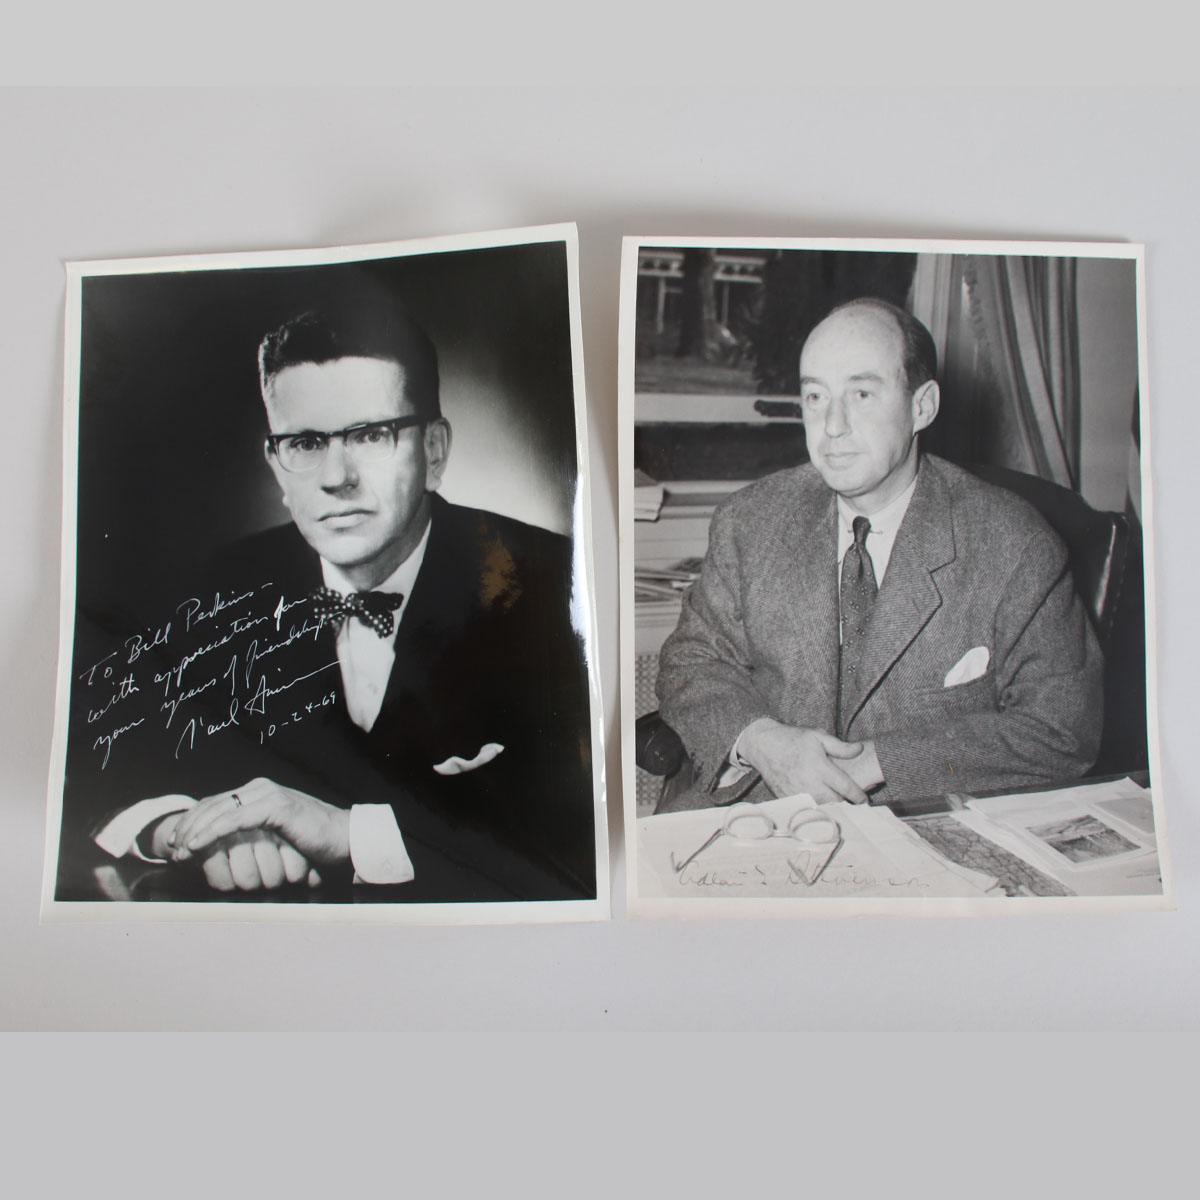 To Bill Perkins-
with appreciation for
your years of friendship
Paul Simon
10-24-69
Adlai E Stevenson